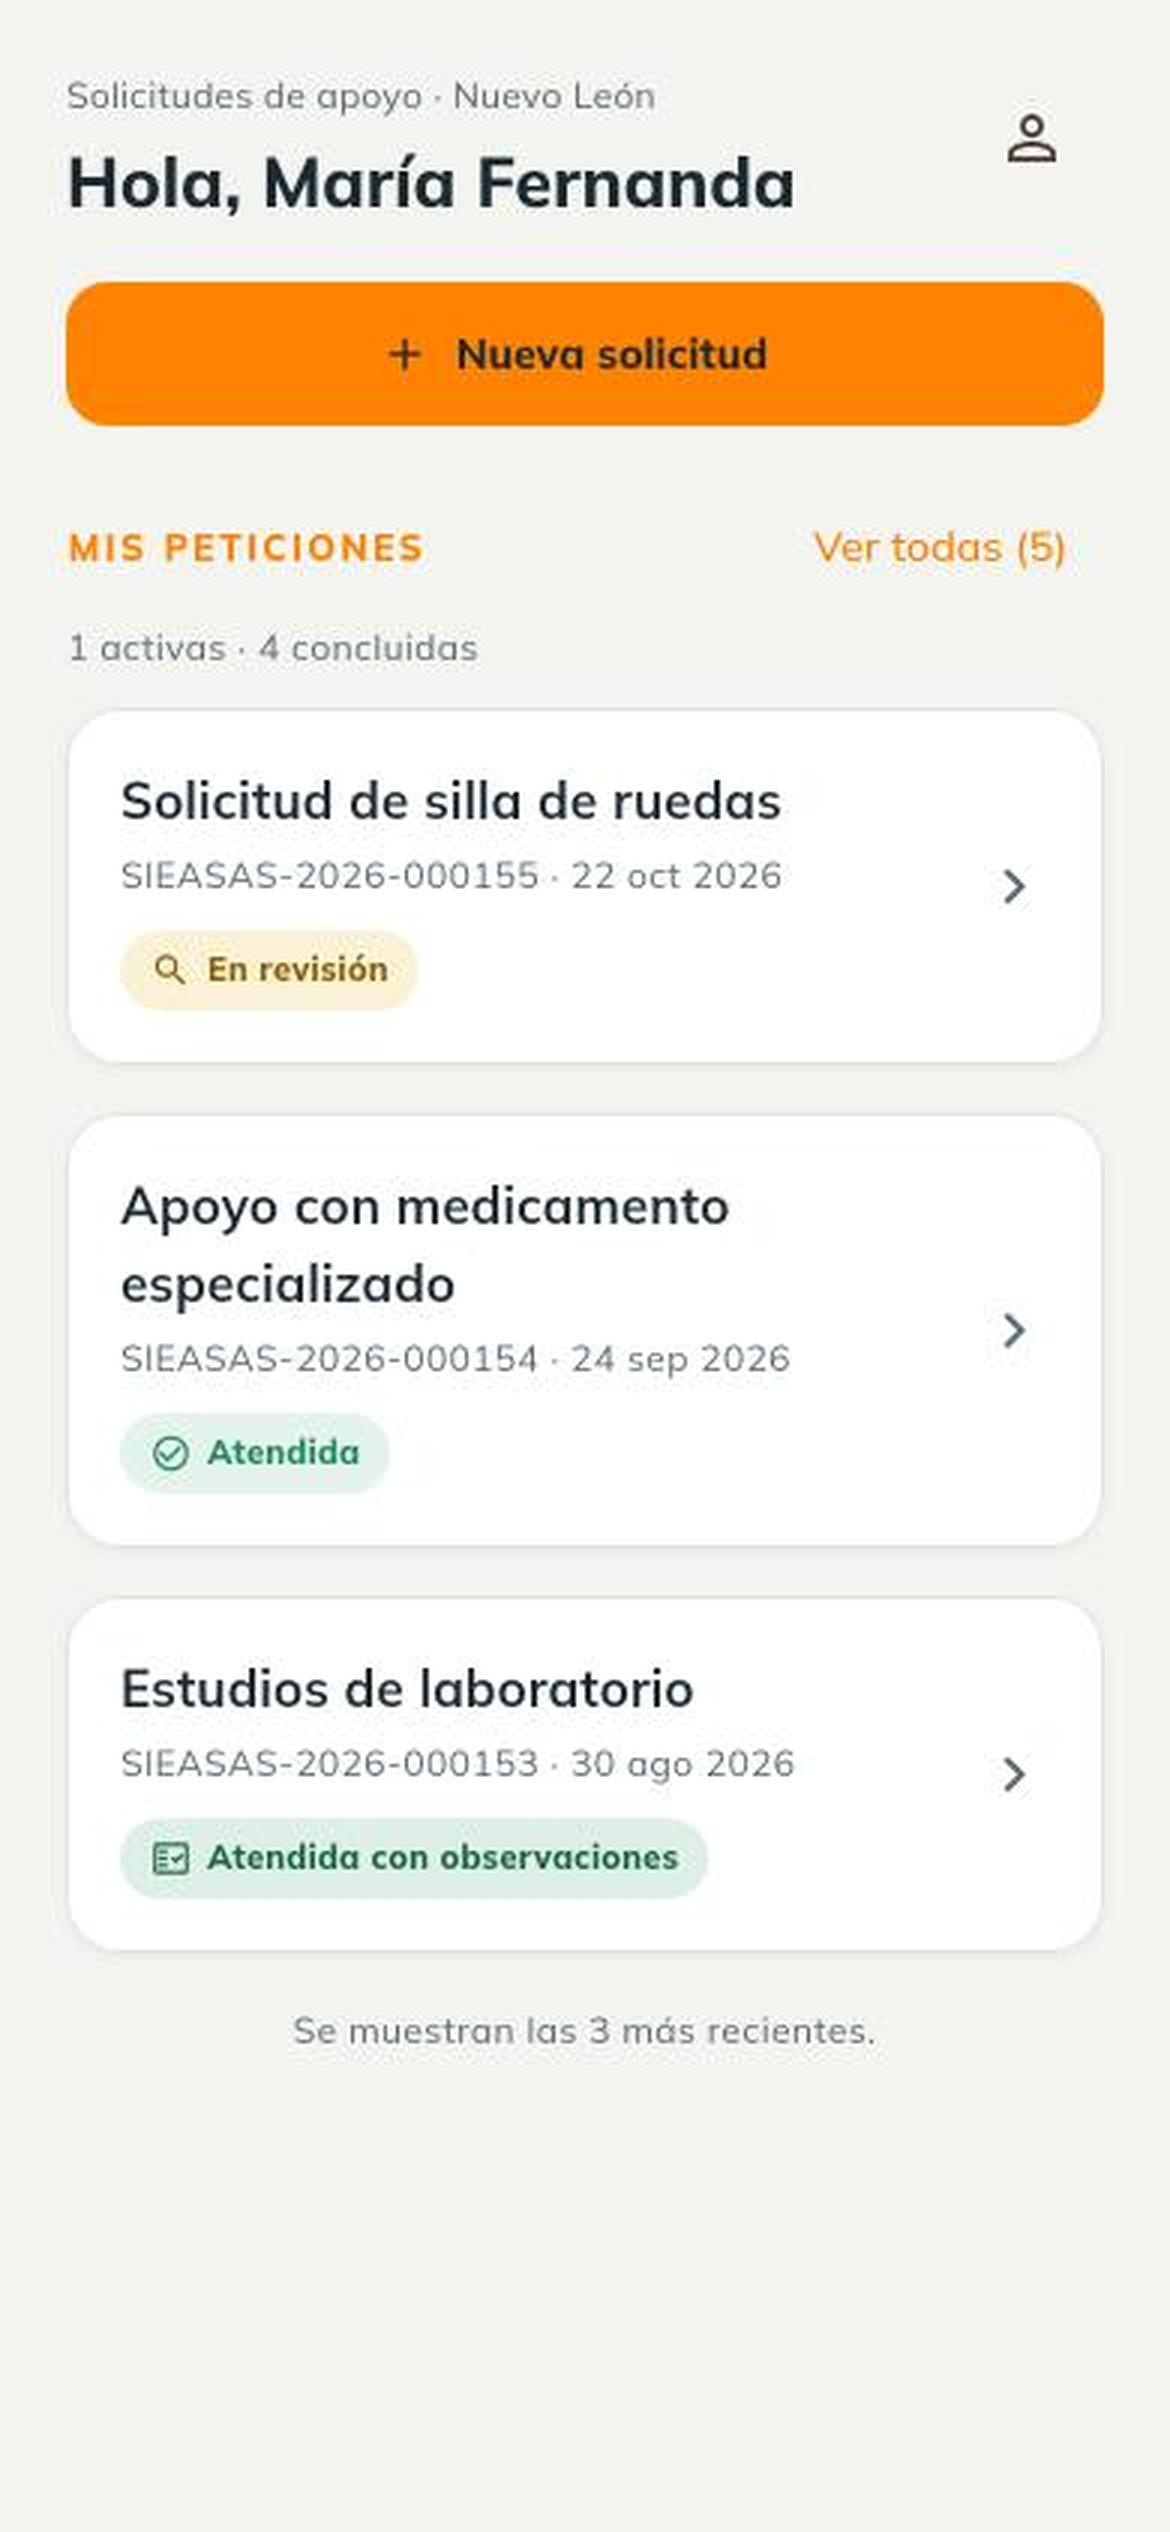 Solicitudes de apoyo · Nuevo León
Hola, María Fernanda
+ Nueva solicitud
MIS PETICIONES
Ver todas (5)
1 activas · 4 concluidas
Solicitud de silla de ruedas
SIEASAS-2026-000155 · 22 oct 2026
En revisión
Apoyo con medicamento
especializado
SIEASAS-2026-000154 · 24 sep 2026
Atendida
Estudios de laboratorio
SIEASAS-2026-000153 · 30 ago 2026
Atendida con observaciones
Se muestran las 3 más recientes.